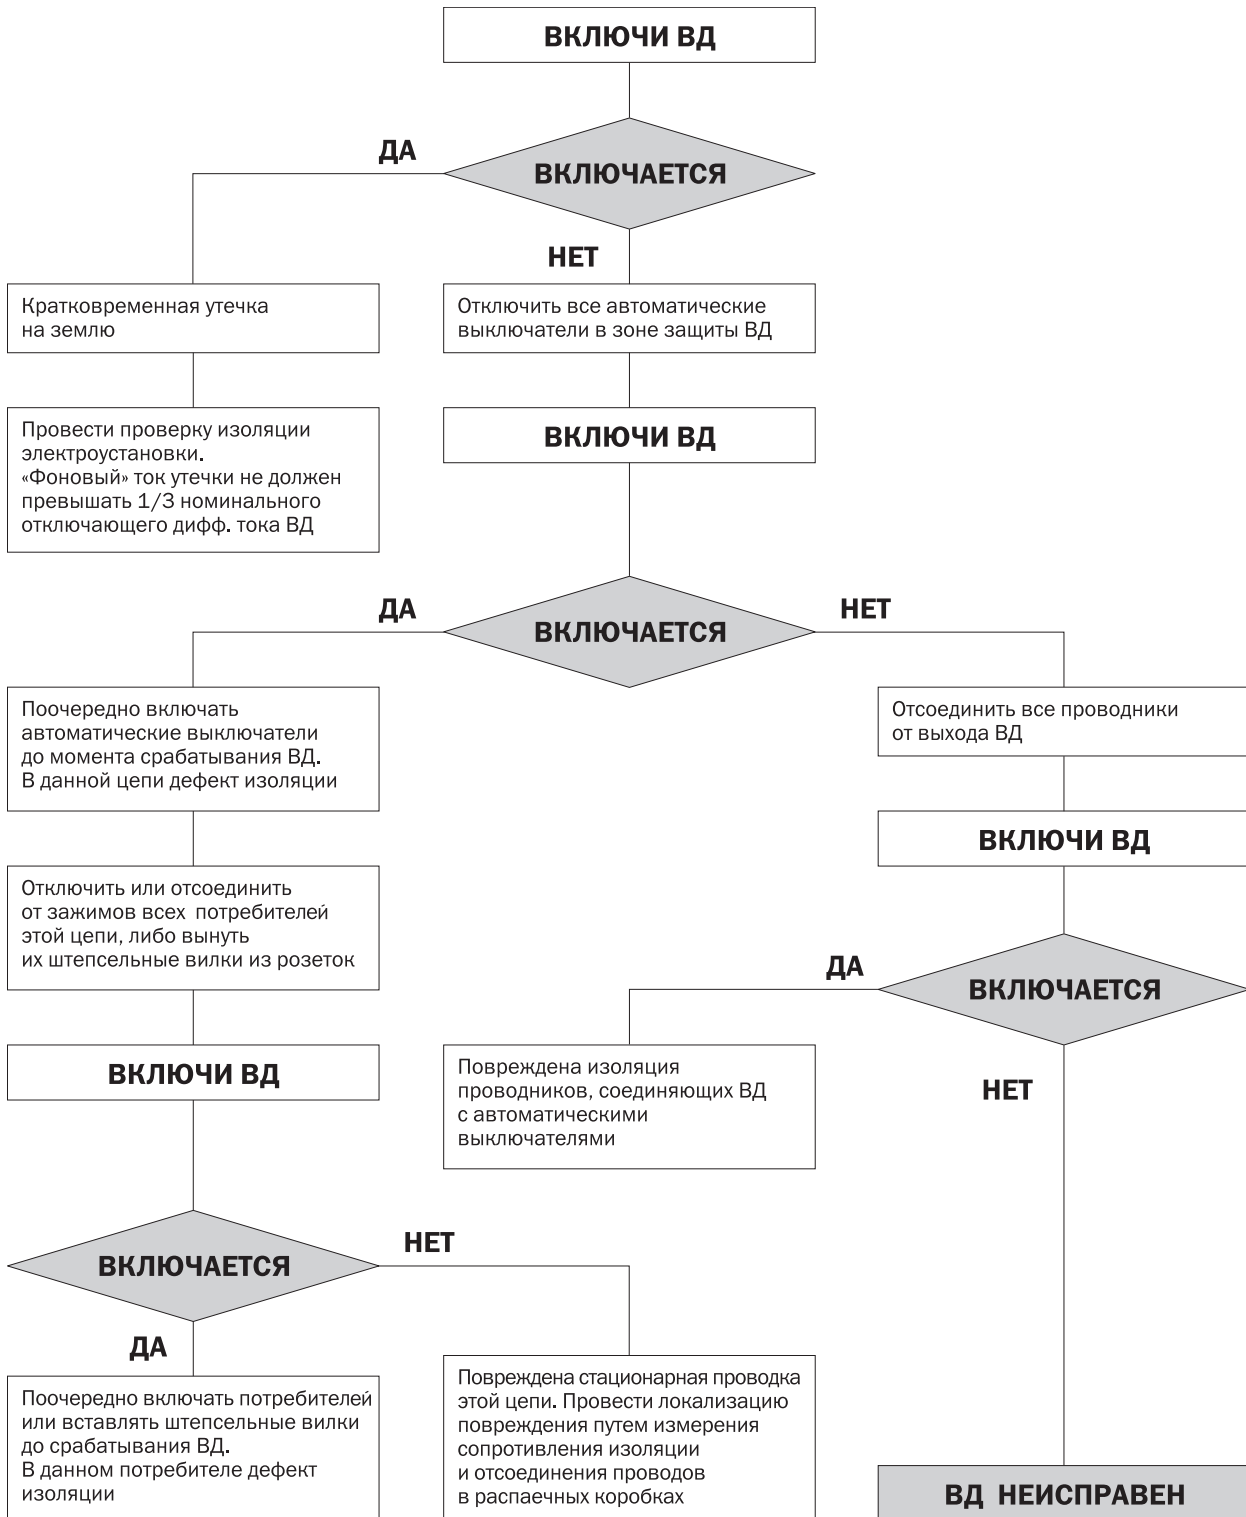 ВКЛЮЧИ ВД
ВКЛЮЧАЕТСЯ
ДА
НЕТ
Кратковременная утечка
на землю
Отключить все автоматические
выключатели в зоне защиты ВД
Провести проверку изоляции
электроустановки.
«Фоновый» ток утечки не должен
превышать 1/3 номинального
отключающего дифф. тока ВД
ВКЛЮЧИ ВД
ВКЛЮЧАЕТСЯ
ДА
НЕТ
Поочередно включать
автоматические выключатели
до момента срабатывания ВД.
В данной цепи дефект изоляции
Отсоединить все проводники
от выхода ВД
ВКЛЮЧИ ВД
Отключить или отсоединить
от зажимов всех потребителей
этой цепи, либо вынуть
их штепсельные вилки из розеток
ВКЛЮЧАЕТСЯ
ДА
НЕТ
ВКЛЮЧИ ВД
Повреждена изоляция
проводников, соединяющих ВД
с автоматическими
выключателями
ВКЛЮЧАЕТСЯ
НЕТ
ДА
Поочередно включать потребителей
или вставлять штепсельные вилки
до срабатывания ВД.
В данном потребителе дефект
изоляции
Повреждена стационарная проводка
этой цепи. Провести локализацию
повреждения путем измерения
сопротивления изоляции
и отсоединения проводов
в распаечных коробках
ВД НЕИСПРАВЕН